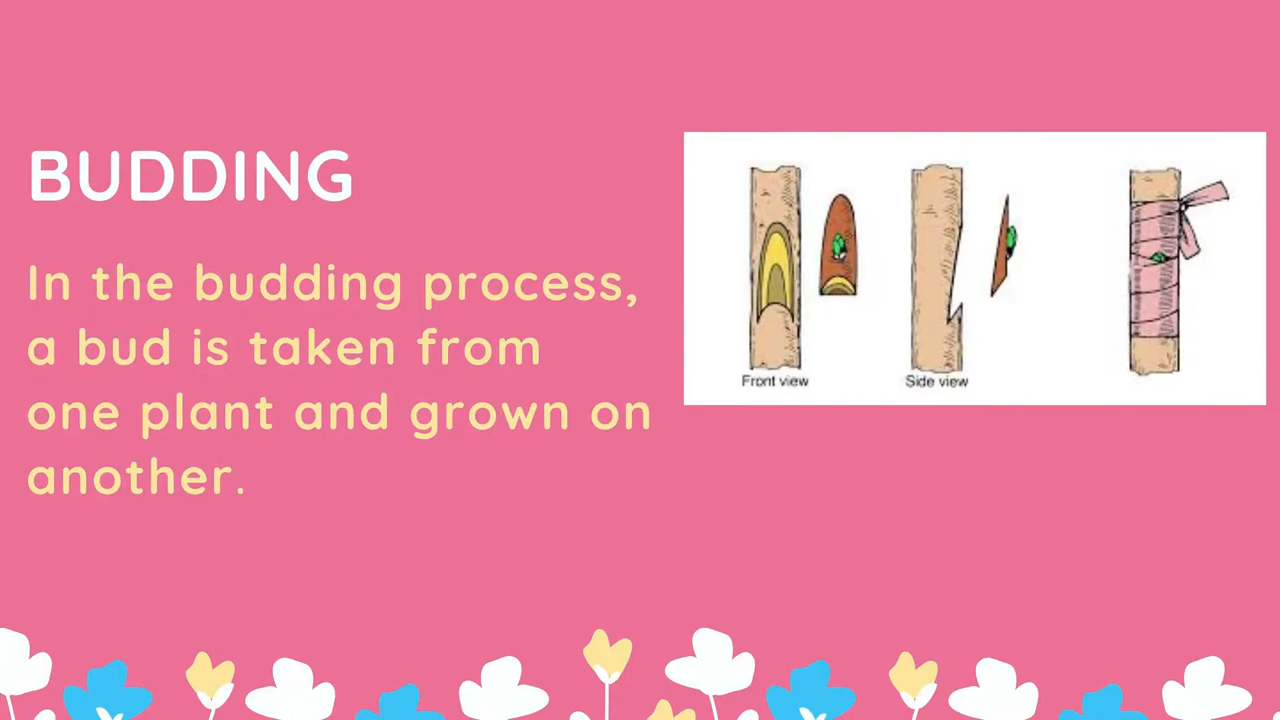 BUDDING
In the budding process,
a bud is taken from
one plant and grown on
another.
Front view
Side view